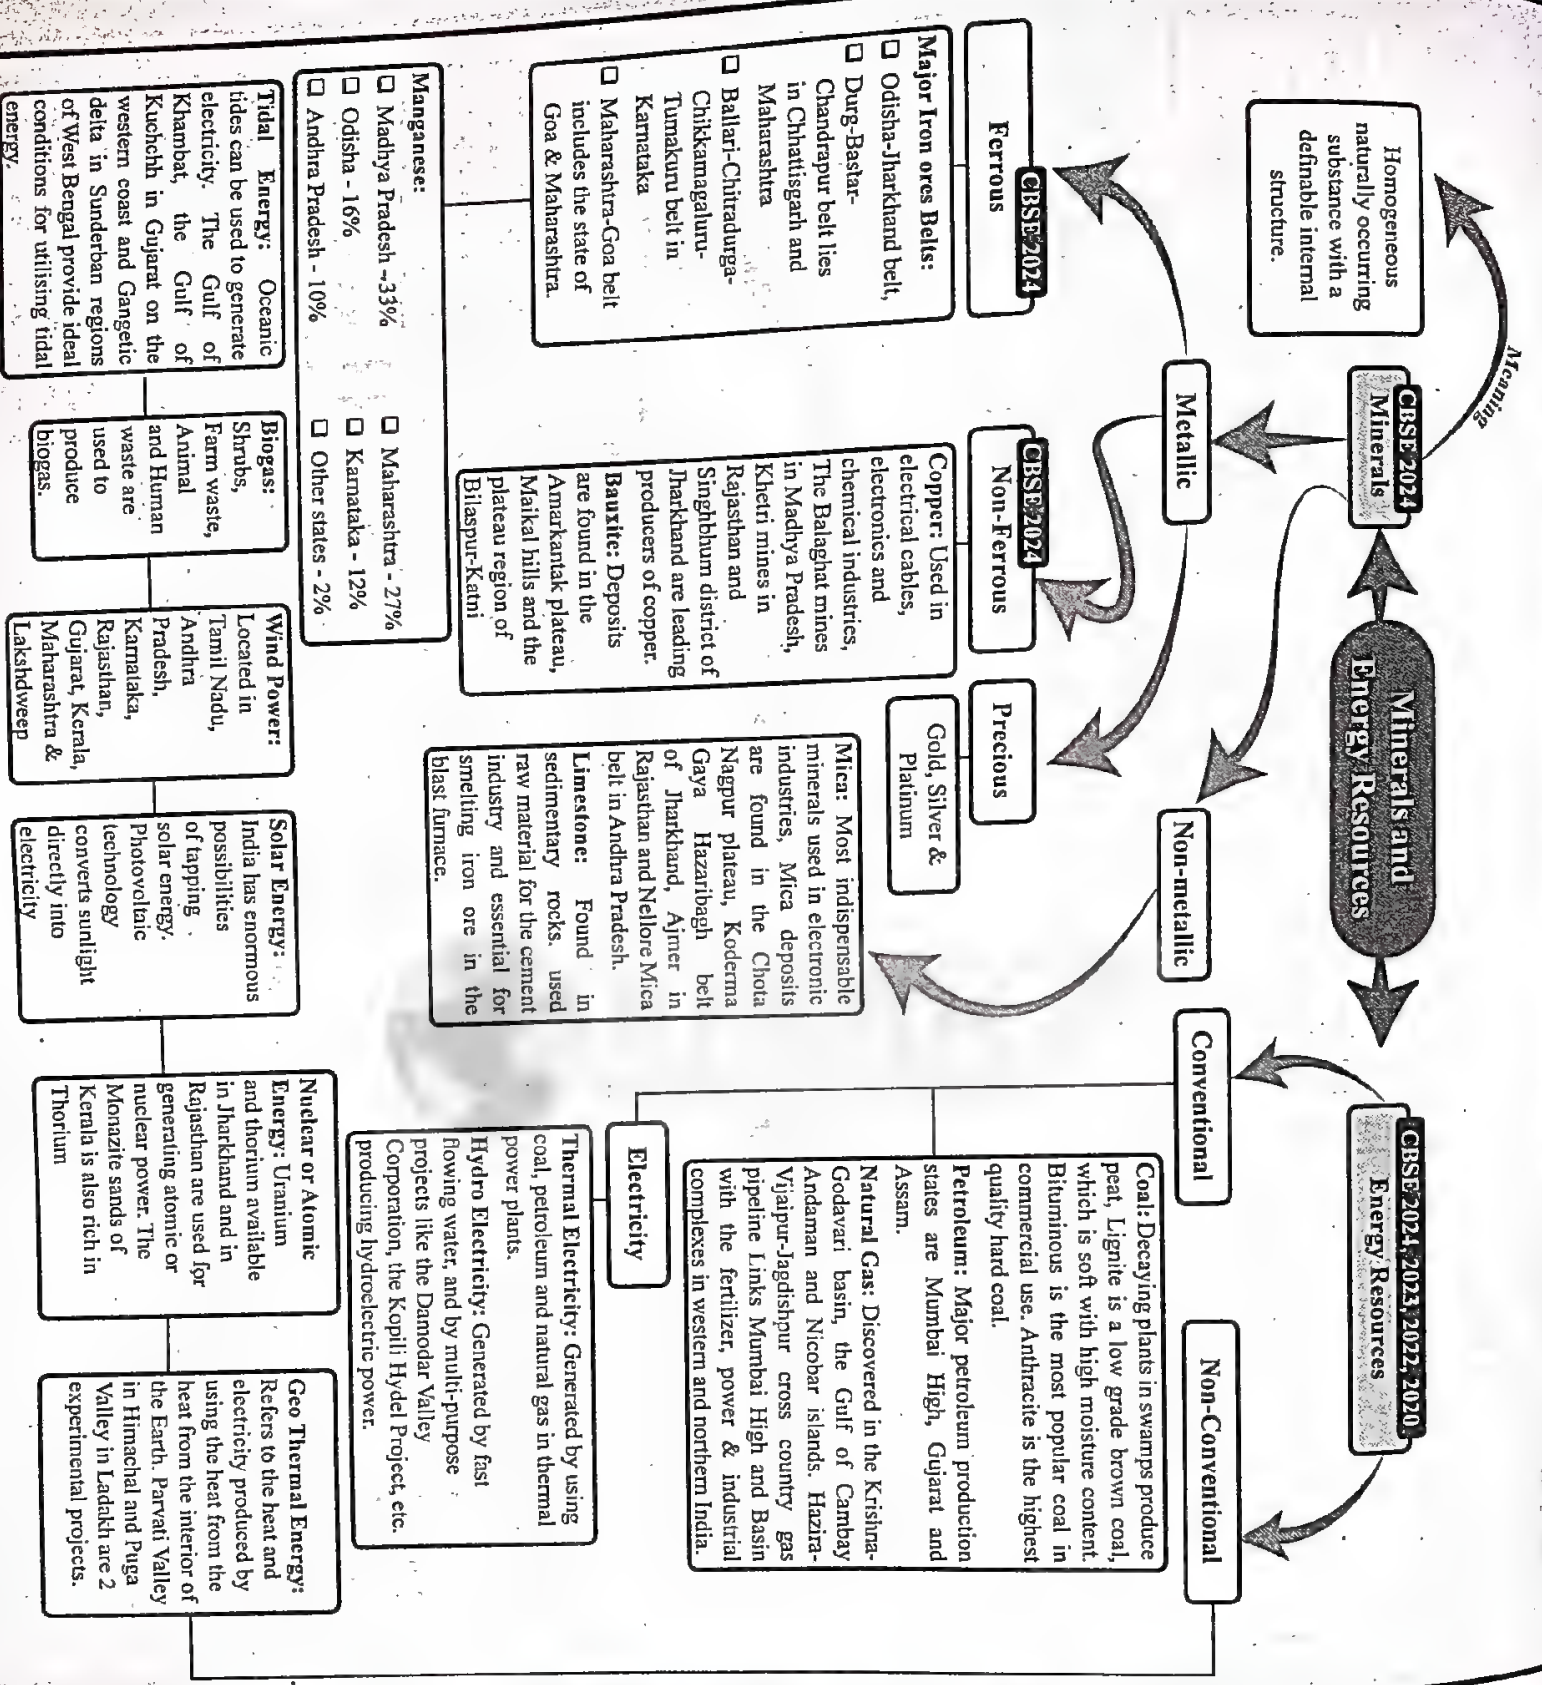 Minerals and
Energy Resources
CBSE 2024
Minerals
Meaning
Homogeneous
naturally occurring
substance with a
definable internal
structure.
Metallic
Non-metallic
CBSE 2024
Ferrous
Major Iron ores Belts:
❑ Odisha-Jharkhand belt,
❑ Durg-Bastar-
Chandrapur belt lies
in Chhatisgarh and
Maharashtra
❑ Ballari-Chitradurga-
Chikkamagaluru-
Tumakuru belt in
Karnataka
❑ Maharashtra-Goa belt
includes the state of
Goa & Maharashtra.
Manganese:
❑ Madhya Pradesh -33%
❑ Maharashtra - 27%
❑ Odisha - 16%
❑ Karnataka - 12%
❑ Andhra Pradesh - 10%
❑ Other states - 2%
CBSE 2024
Non-Ferrous
Copper: Used in
electrical cables,
electronics and
chemical industries,
The Balaghat mines
in Madhya Pradesh,
Khetri mines in
Rajasthan and
Singhbhum district of
Jharkhand are leading
producers of copper.
Bauxite: Deposits
are found in the
Amarkantak plateau,
Maikal hills and the
plateau region of
Bilaspur-Katni
Precious
Gold, Silver &
Platinum
Mica: Most indispensable
minerals used in electronic
industries, Mica deposits
are found in the Chota
Nagpur plateau, Koderma
Gaya Hazaribagh belt
of Jharkhand, Ajmer in
Rajasthan and Nellore Mica
belt in Andhra Pradesh.
Limestone: Found in
sedimentary rocks. used
raw material for the cement
industry and essential for
smelting iron ore in the
blast furnace.
CBSE 2024, 2023, 2022, 2020
Energy Resources
Conventional
Non-Conventional
Coal: Decaying plants in swamps produce
peat, Lignite is a low grade brown coal,
which is soft with high moisture content.
Bituminous is the most popular coal in
commercial use. Anthracite is the highest
quality hard coal.
Petroleum: Major petroleum production
states are Mumbai High, Gujarat and
Assam.
Natural Gas: Discovered in the Krishna-
Godavari basin, the Gulf of Cambay
Andaman and Nicobar islands. Hazira-
Vijaipur-Jagdishpur cross country gas
pipeline Links Mumbai High and Basin
with the fertilizer, power & industrial
complexes in western and northern India.
Electricity
Thermal Electricity: Generated by using
coal, petroleum and natural gas in thermal
power plants.
Hydro Electricity: Generated by fast
flowing water, and by multi-purpose
projects like the Damodar Valley
Corporation, the Kopili Hydel Project, etc.
producing hydroelectric power.
Tidal Energy: Oceanic
tides can be used to generate
electricity. The Gulf of
Khambat, the Gulf of
Kuchchh in Gujarat on the
western coast and Gangetic
delta in Sunderban regions
of West Bengal provide ideal
conditions for utilising tidal
energy.
Biogas:
Shrubs,
Farm waste,
Animal
and Human
waste are
used to
produce
biogas.
Wind Power:
Located in
Tamil Nadu,
Andhra
Pradesh,
Karnataka,
Rajasthan,
Gujarat, Kerala,
Maharashtra &
Lakshdweep
Solar Energy:
India has enormous
possibilities
of tapping
solar energy.
Photovoltaic
technology
converts sunlight
directly into
electricity
Nuclear or Atomic
Energy: Uranium
and thorium available
in Jharkhand and in
Rajasthan are used for
generating atomic or
nuclear power. The
Monazite sands of
Kerala is also rich in
Thorium
Geo Thermal Energy:
Refers to the heat and
electricity produced by
using the heat from the
heat from the interior of
the Earth. Parvati Valley
in Himachal and Puga
Valley in Ladakh are 2
experimental projects.